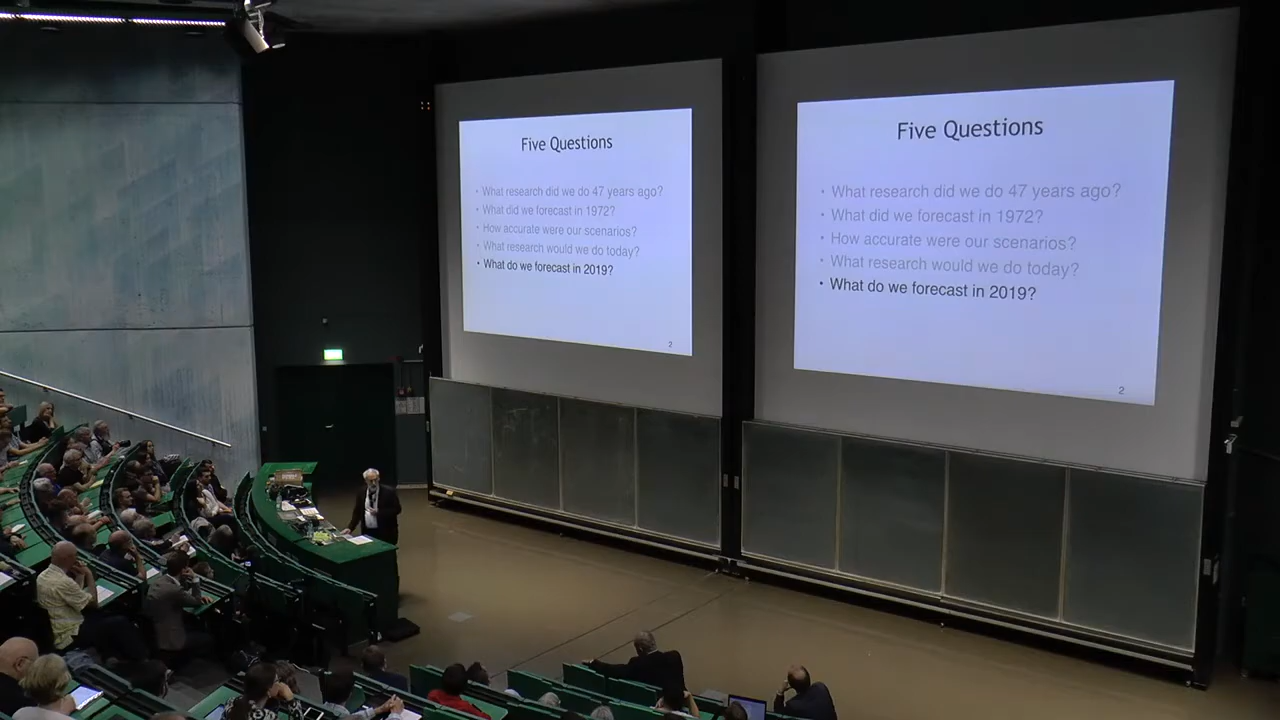 Five Questions
• What research did we do 47 years ago?
• What did we forecast in 1972?
• How accurate were our scenarios?
• What research would we do today?
• What do we forecast in 2019?
2
Five Questions
• What research did we do 47 years ago?
• What did we forecast in 1972?
• How accurate were our scenarios?
• What research would we do today?
• What do we forecast in 2019?
2